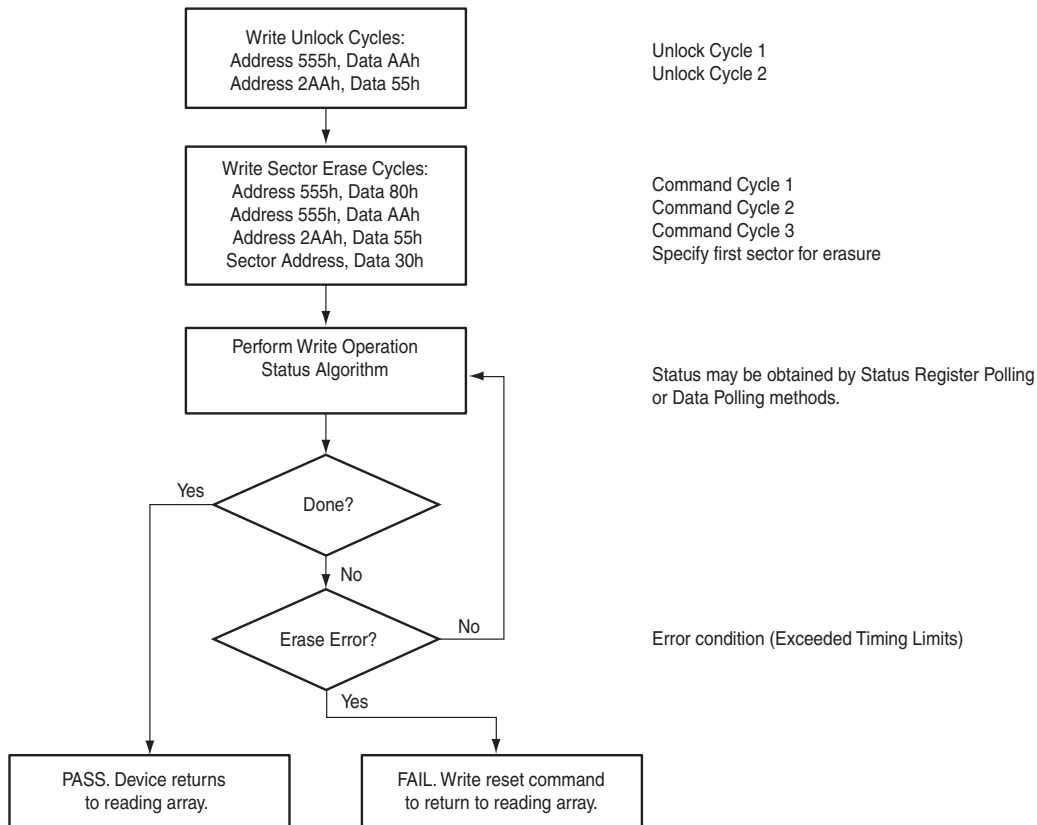 Write Unlock Cycles:
Address 555h, Data AAh
Address 2AAh, Data 55h
Unlock Cycle 1
Unlock Cycle 2
Write Sector Erase Cycles:
Address 555h, Data 80h
Address 555h, Data AAh
Address 2AAh, Data 55h
Sector Address, Data 30h
Command Cycle 1
Command Cycle 2
Command Cycle 3
Specify first sector for erasure
Perform Write Operation
Status Algorithm
Status may be obtained by Status Register Polling
or Data Polling methods.
Yes
Done?
No
Erase Error?
No
Error condition (Exceeded Timing Limits)
Yes
PASS. Device returns
to reading array.
FAIL. Write reset command
to return to reading array.